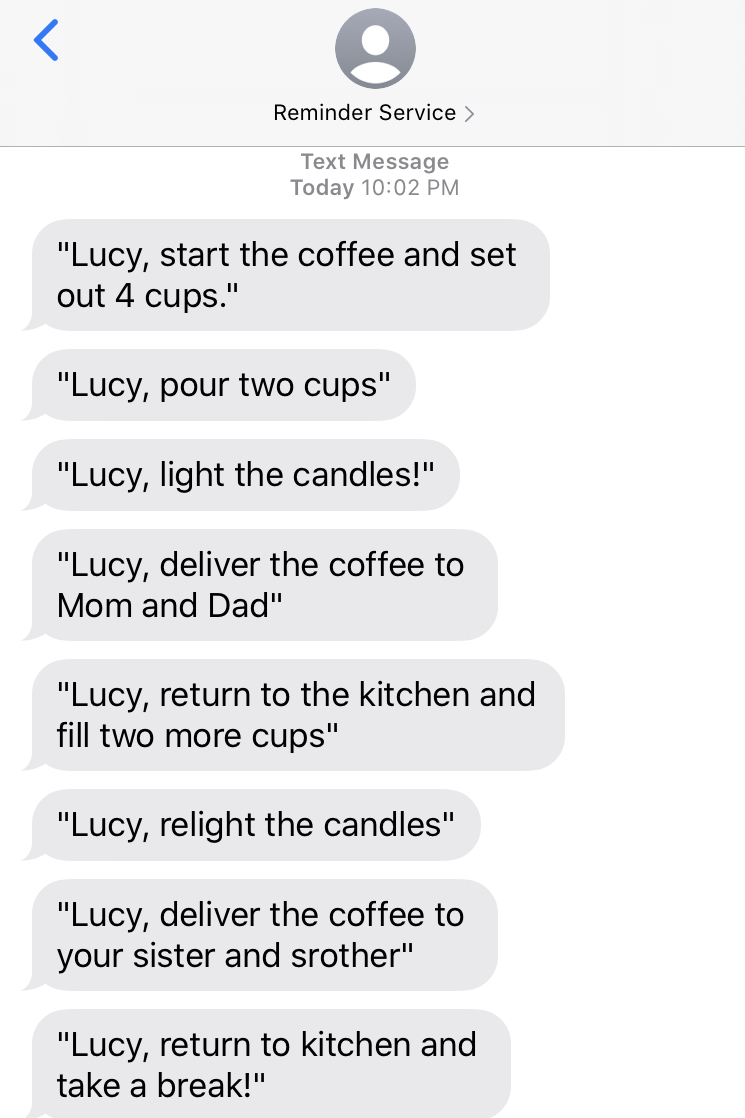 Reminder Service
Text Message
Today 10:02 PM
"Lucy, start the coffee and set
out 4 cups."
"Lucy, pour two cups"
"Lucy, light the candles!"
"Lucy, deliver the coffee to
Mom and Dad"
"Lucy, return to the kitchen and
fill two more cups"
"Lucy, relight the candles"
"Lucy, deliver the coffee to
your sister and srother"
"Lucy, return to kitchen and
take a break!"